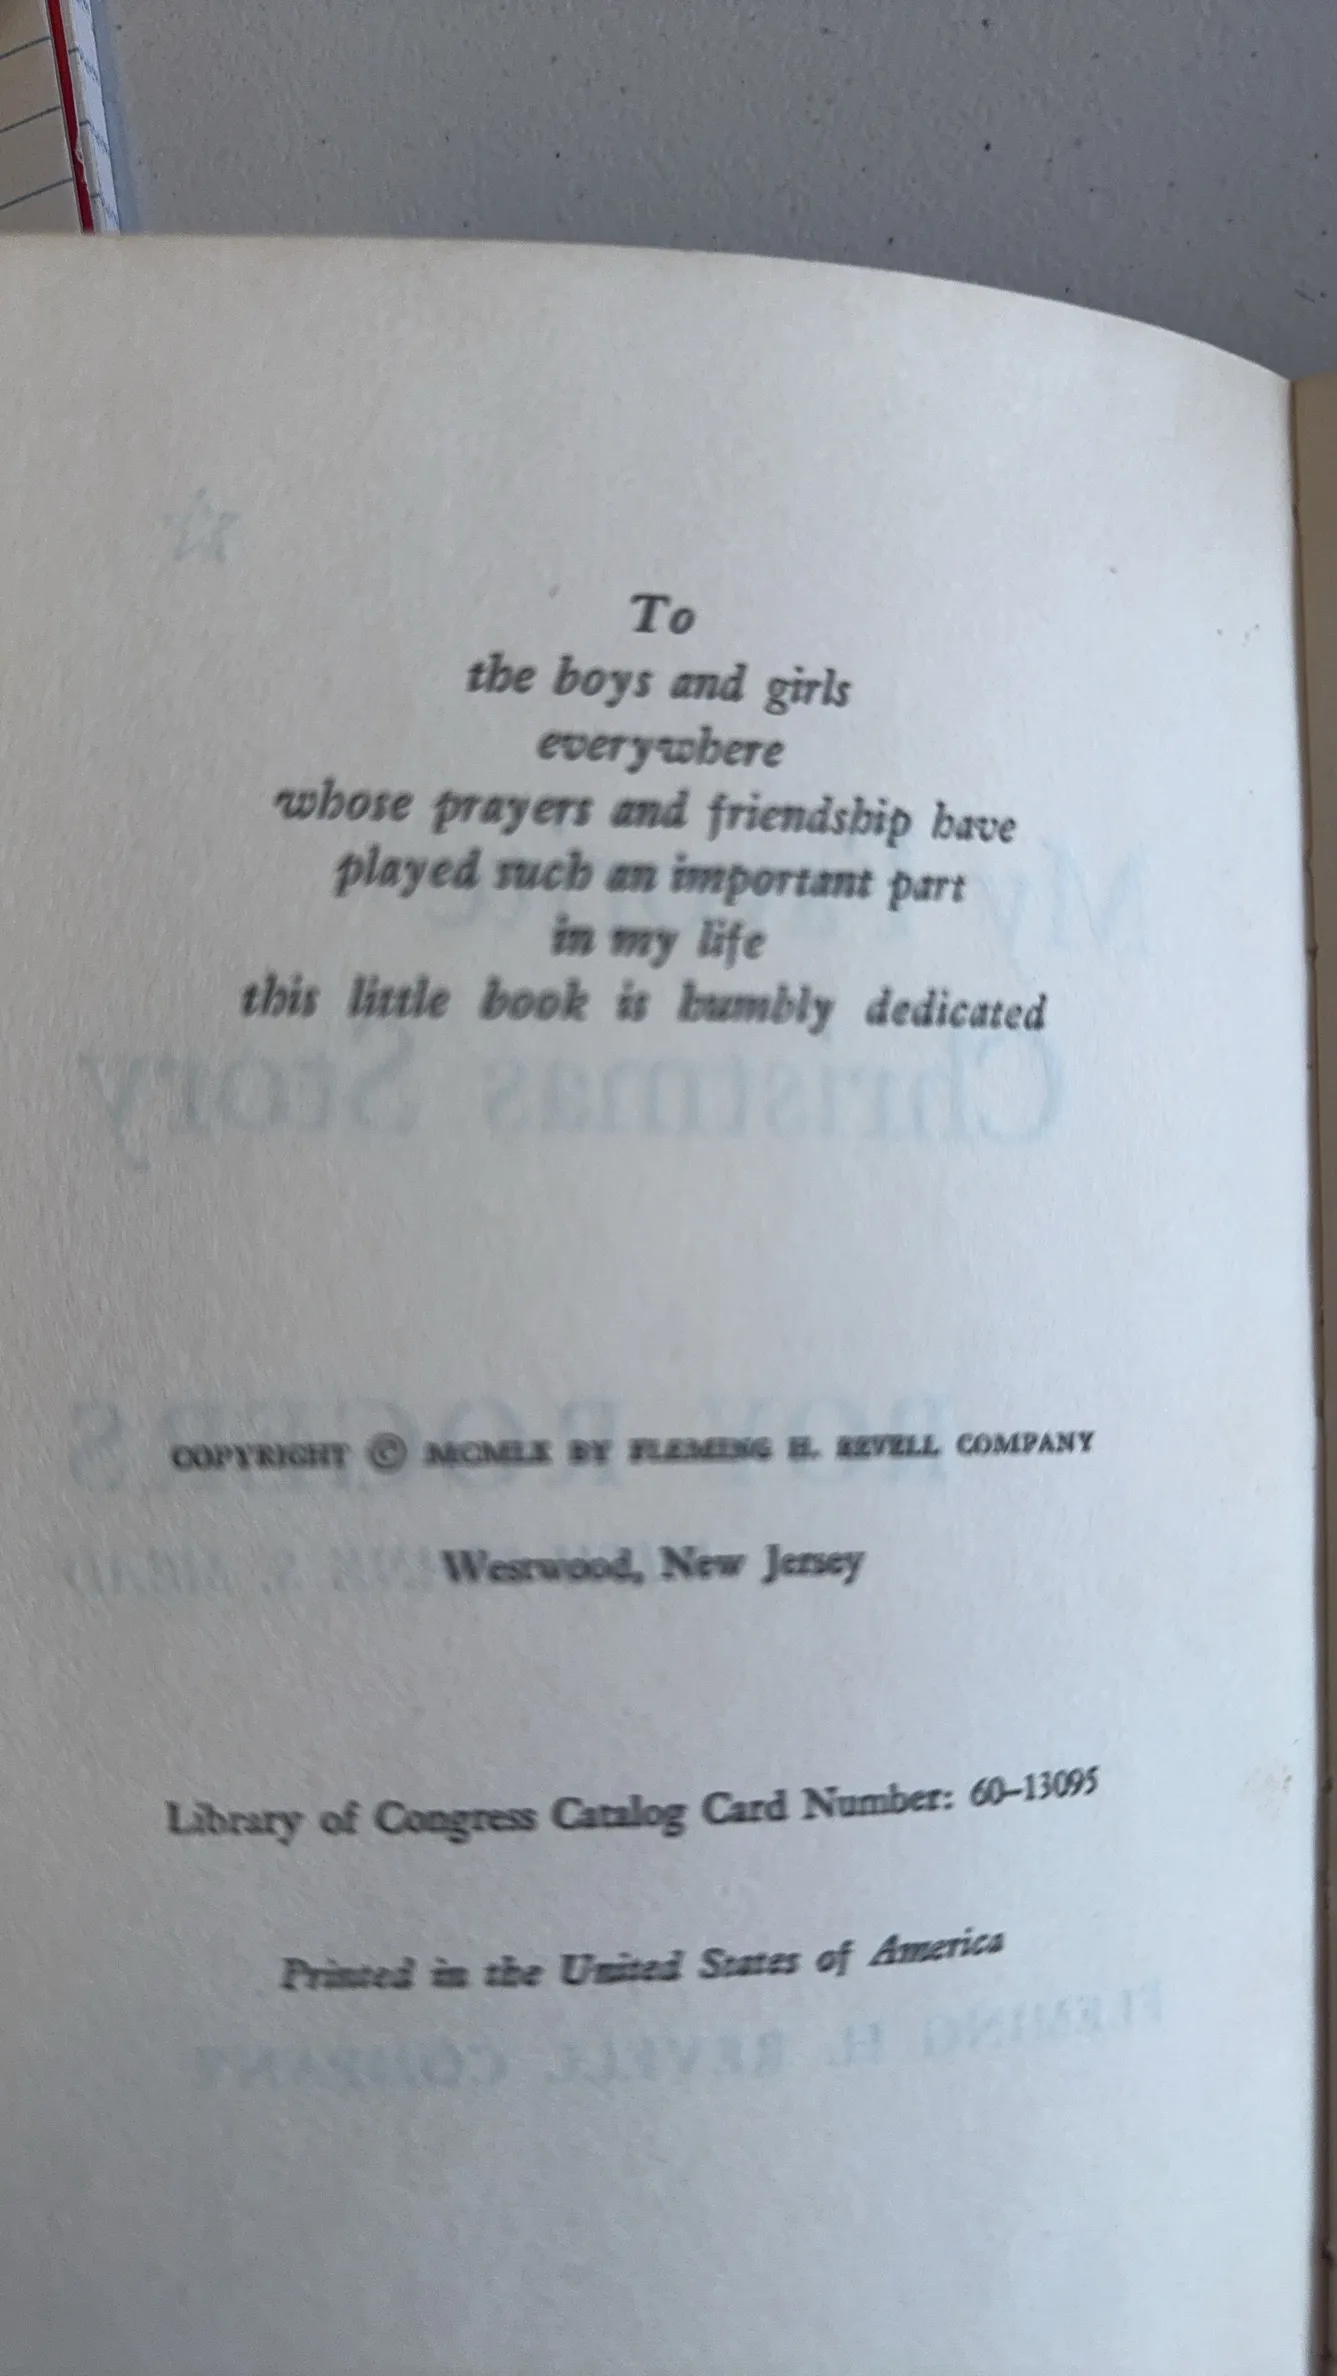 To
the boys and girls
everywhere
whose prayers and friendship have
played such an important part
in my life
this little book is humbly dedicated
COPYRIGHT © MCMLX BY FLEMING H. REVELL COMPANY
Westwood, New Jersey
Library of Congress Catalog Card Number: 60–13095
Printed in the United States of America